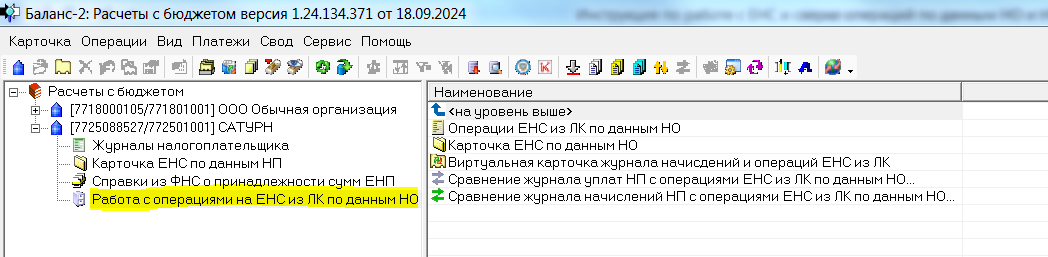 Баланс-2: Расчеты с бюджетом версия 1.24.134.371 от 18.09.2024
Карточка Операции Вид Платежи Свод Сервис Помощь
Расчеты с бюджетом
[7718000105/771801001] ООО Обычная организация
[7725088527/772501001] САТУРН
Журналы налогоплательщика
Карточка ЕНС по данным НП
Справки из ФНС о принадлежности сумм ЕНП
Работа с операциями на ЕНС из ЛК по данным НО
Наименование
<на уровень выше>
Операции ЕНС из ЛК по данным НО
Карточка ЕНС по данным НО
Виртуальная карточка журнала начисдений и операций ЕНС из ЛК
Сравнение журнала уплат НП с операциями ЕНС из ЛК по данным НО...
Сравнение журнала начислений НП с операциями ЕНС из ЛК по данным НО...